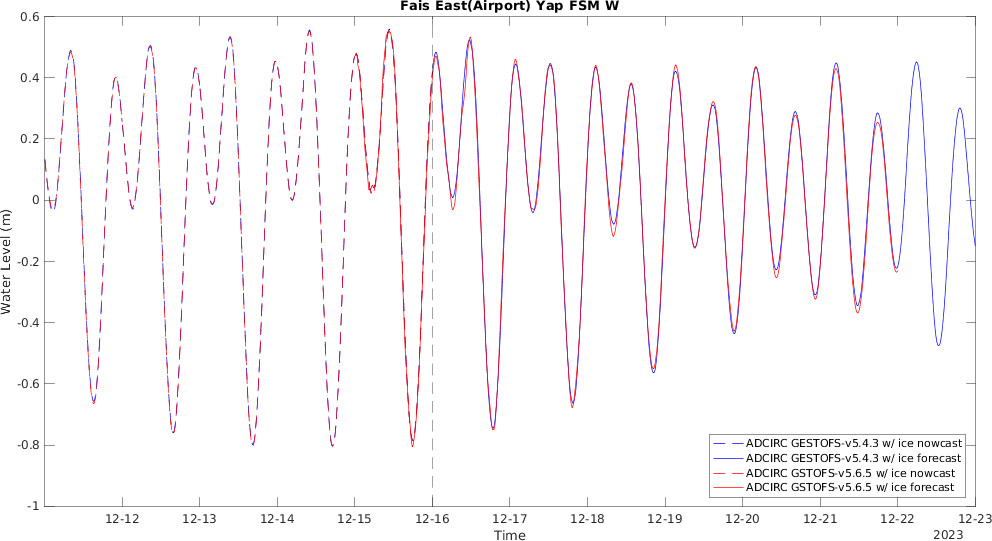 Fais East(Airport) Yap FSM W
0.6
0.4
0.2
0
-0.2
-0.4
-0.6
-0.8
-1
Water Level (m)
ADCIRC GESTOFS-v5.4.3 w/ ice nowcast
ADCIRC GESTOFS-v5.4.3 w/ ice forecast
ADCIRC GSTOFS-v5.6.5 w/ ice nowcast
ADCIRC GSTOFS-v5.6.5 w/ ice forecast
12-12 12-13 12-14 12-15 12-16 12-17 12-18 12-19 12-20 12-21 12-22 12-23
Time
2023